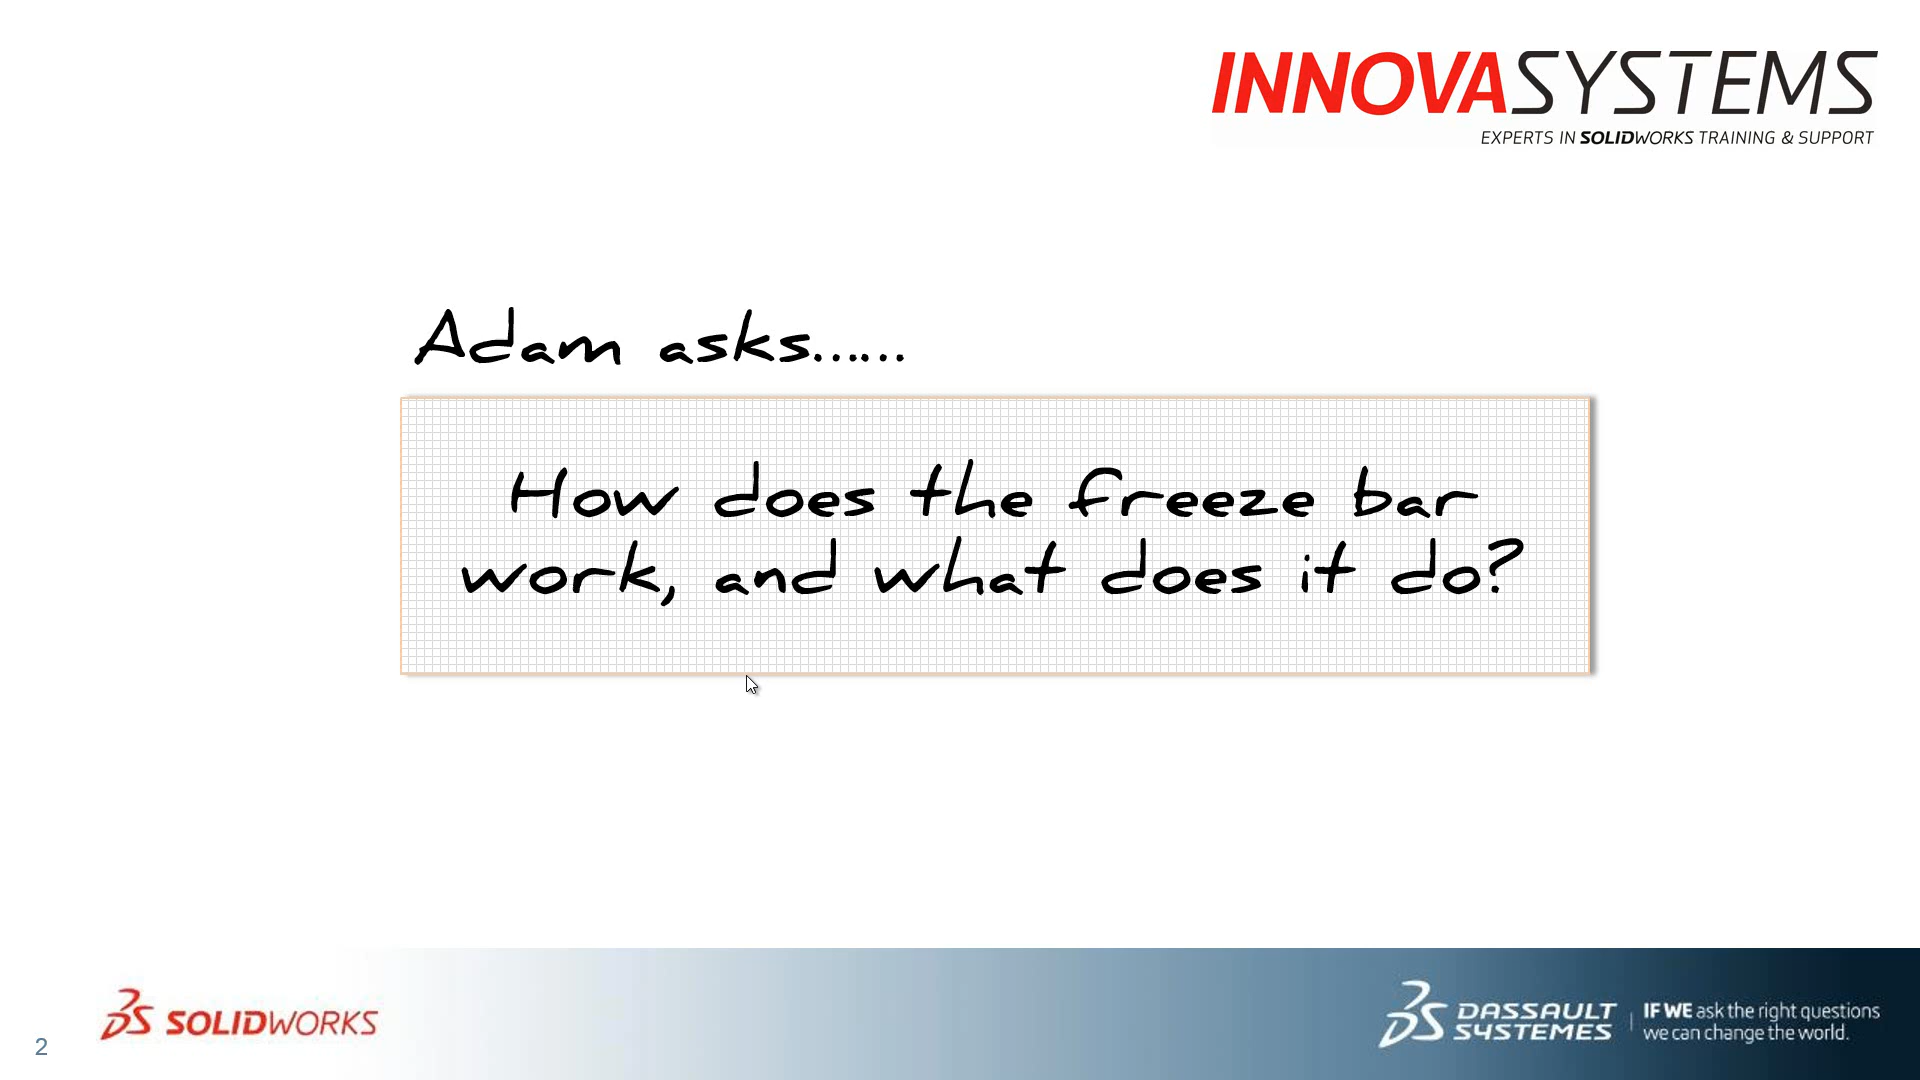 INNOVASYSTEMS
EXPERTS IN SOLIDWORKS TRAINING & SUPPORT
Adam asks......
How does the freeze bar
work, and what does it do?
2
SOLIDWORKS
DASSAULT
SYSTEMES
IF WE ask the right questions
we can change the world.